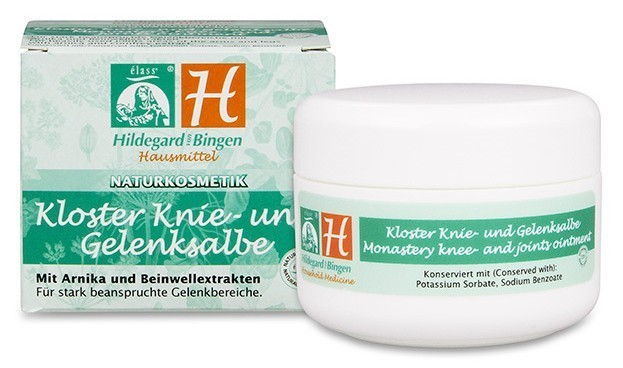 élass®
H
Hildegard von Bingen
Hausmittel
NATURKOSMETIK
Kloster Knie- un
Gelenksalbe
Mit Arnika und Beinwellextrakten
Für stark beanspruchte Gelenkbereiche.
H
Hildegard von Bingen
Household Medicine
Kloster Knie- und Gelenksalbe
Monastery knee- and joints ointment
Konserviert mit (Conserved with):
Potassium Sorbate, Sodium Benzoate